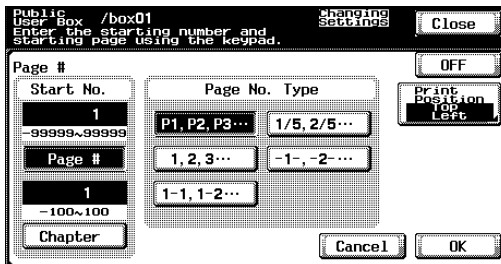 Public
User Box /box01
Changing
Settings
Enter the starting number and
starting page using the keypad.
Close
Page #
OFF
Start No.
Page No. Type
Print
Position
Top
Left
1
-99999~99999
P1, P2, P3···
1/5, 2/5···
Page #
1, 2, 3···
-1-, -2-···
1
-100~100
1-1, 1-2···
Chapter
Cancel
OK